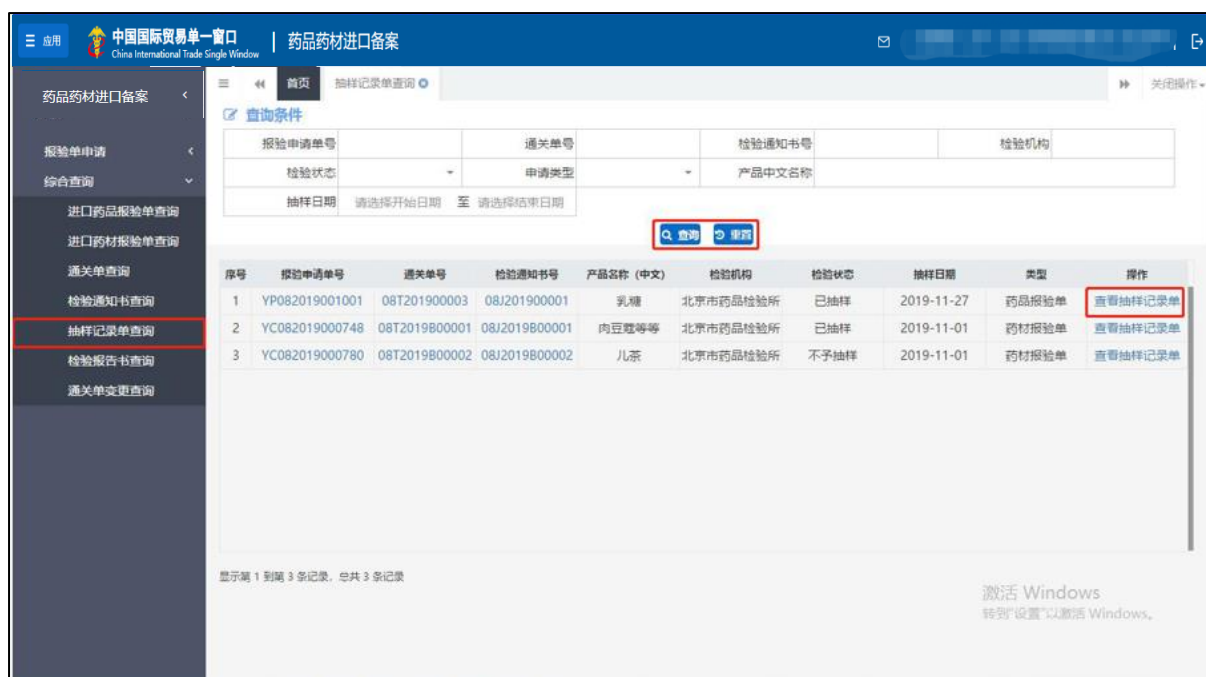 应用 中国国际贸易单一窗口 药品药材进口备案
China International Trade Single Window
药品药材进口备案 首页 抽样记录单查询 关闭操作
查询条件
报验单申请
综合查询
进口药品报验单查询
进口药材报验单查询
通关单查询
检验通知书查询
抽样记录单查询
检验报告书查询
通关单变更查询
报验申请单号 通关单号 检验通知书号 检验机构
检验状态 申请类型 产品中文名称
抽样日期 请选择开始日期 至 请选择结束日期
查询 重置
序号 报验申请单号 通关单号 检验通知书号 产品名称（中文） 检验机构 检验状态 抽样日期 类型 操作
1 YP082019001001 08T201900003 08J201900001 乳糖 北京市药品检验所 已抽样 2019-11-27 药品报验单 查看抽样记录单
2 YC082019000748 08T2019B00001 08J2019B00001 肉豆蔻等等 北京市药品检验所 已抽样 2019-11-01 药材报验单 查看抽样记录单
3 YC082019000780 08T2019B00002 08J2019B00002 儿茶 北京市药品检验所 不予抽样 2019-11-01 药材报验单 查看抽样记录单
显示第 1 到第 3 条记录，总共 3 条记录
激活 Windows
转到"设置"以激活 Windows。